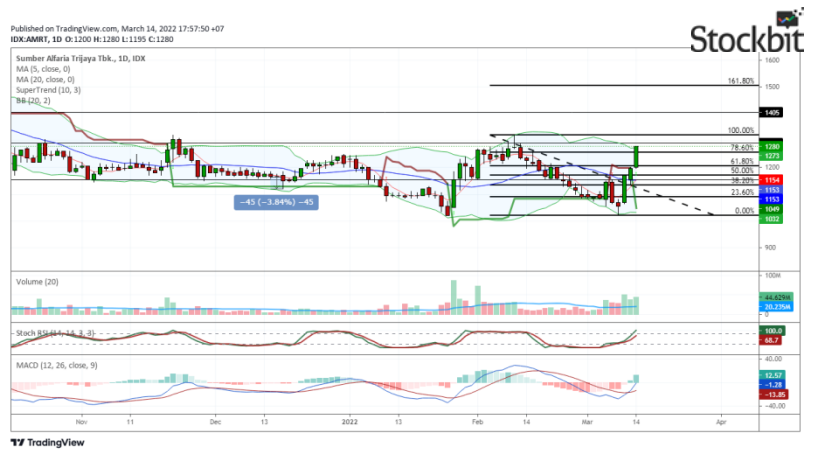 Published on TradingView.com, March 14, 2022 17:57:50 +07
IDX:AMRT, 1D O:1200 H:1280 L:1195 C:1280
Stockbit
Sumber Alfaria Trijaya Tbk., 1D, IDX
MA (5, close, 0)
MA (20, close, 0)
SuperTrend (10, 3)
BB (20, 2)
1600
161.80%
1500
1405
100.00%
78.60%
1280
1273
61.80%
1200
50.00%
38.20%
1154
1153
1153
23.60%
−45 (−3.84%) −45
1049
0.00%
1032
900
Volume (20)
100M
44.629M
20.235M
0
Stoch RSI (14, 14, 3, 3)
100.0
68.7
MACD (12, 26, close, 9)
40.00
12.57
−1.28
−13.85
−40.00
Nov 11 Dec 13 2022 13 Feb Mar 14 Apr
TradingView